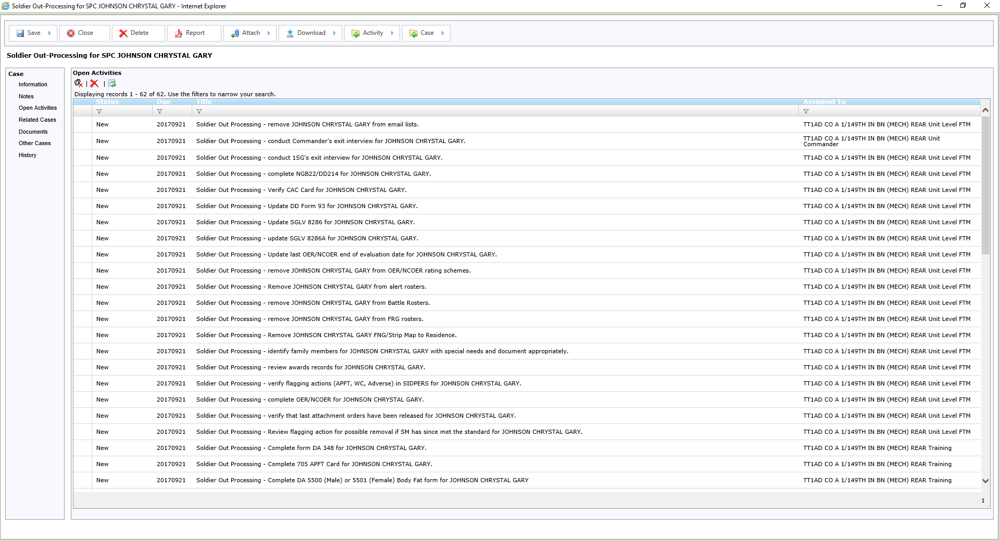 Soldier Out-Processing for SPC JOHNSON CHRYSTAL GARY - Internet Explorer
Save Close Delete Report Attach Download Activity Case
Soldier Out-Processing for SPC JOHNSON CHRYSTAL GARY
Case
Information
Notes
Open Activities
Related Cases
Documents
Other Cases
History
Open Activities
| |
Displaying records 1 - 62 of 62. Use the filters to narrow your search.
Status Due Title Assigned To
New 20170921 Soldier Out Processing - remove JOHNSON CHRYSTAL GARY from email lists. TT1AD CO A 1/149TH IN BN (MECH) REAR Unit Level FTM
New 20170921 Soldier Out Processing - conduct Commander's exit interview for JOHNSON CHRYSTAL GARY. TT1AD CO A 1/149TH IN BN (MECH) REAR Unit
Commander
New 20170921 Soldier Out Processing - conduct 1SG's exit interview for JOHNSON CHRYSTAL GARY. TT1AD CO A 1/149TH IN BN (MECH) REAR Unit Level FTM
New 20170921 Soldier Out Processing - complete NGB22/DD214 for JOHNSON CHRYSTAL GARY. TT1AD CO A 1/149TH IN BN (MECH) REAR Unit Level FTM
New 20170921 Soldier Out Processing - Verify CAC Card for JOHNSON CHRYSTAL GARY. TT1AD CO A 1/149TH IN BN (MECH) REAR Unit Level FTM
New 20170921 Soldier Out Processing - Update DD Form 93 for JOHNSON CHRYSTAL GARY. TT1AD CO A 1/149TH IN BN (MECH) REAR Unit Level FTM
New 20170921 Soldier Out Processing - Update SGLV 8286 for JOHNSON CHRYSTAL GARY. TT1AD CO A 1/149TH IN BN (MECH) REAR Unit Level FTM
New 20170921 Soldier Out Processing - update SGLV 8286A for JOHNSON CHRYSTAL GARY. TT1AD CO A 1/149TH IN BN (MECH) REAR Unit Level FTM
New 20170921 Soldier Out Processing - Update last OER/NCOER end of evaluation date for JOHNSON CHRYSTAL GARY. TT1AD CO A 1/149TH IN BN (MECH) REAR Unit Level FTM
New 20170921 Soldier Out Processing - remove JOHNSON CHRYSTAL GARY from OER/NCOER rating schemes. TT1AD CO A 1/149TH IN BN (MECH) REAR Unit Level FTM
New 20170921 Soldier Out Processing - Remove JOHNSON CHRYSTAL GARY from alert rosters. TT1AD CO A 1/149TH IN BN (MECH) REAR Unit Level FTM
New 20170921 Soldier Out Processing - remove JOHNSON CHRYSTAL GARY from Battle Rosters. TT1AD CO A 1/149TH IN BN (MECH) REAR Unit Level FTM
New 20170921 Soldier Out Processing - remove JOHNSON CHRYSTAL GARY from FRG rosters. TT1AD CO A 1/149TH IN BN (MECH) REAR Unit Level FTM
New 20170921 Soldier Out Processing - Remove JOHNSON CHRYSTAL GARY FNG/Strip Map to Residence. TT1AD CO A 1/149TH IN BN (MECH) REAR Unit Level FTM
New 20170921 Soldier Out Processing - identify family members for JOHNSON CHRYSTAL GARY with special needs and document appropriately. TT1AD CO A 1/149TH IN BN (MECH) REAR Unit Level FTM
New 20170921 Soldier Out Processing - review awards records for JOHNSON CHRYSTAL GARY. TT1AD CO A 1/149TH IN BN (MECH) REAR Unit Level FTM
New 20170921 Soldier Out Processing - verify flagging actions (APFT, WC, Adverse) in SIDPERS for JOHNSON CHRYSTAL GARY. TT1AD CO A 1/149TH IN BN (MECH) REAR Unit Level FTM
New 20170921 Soldier Out Processing - complete OER/NCOER for JOHNSON CHRYSTAL GARY. TT1AD CO A 1/149TH IN BN (MECH) REAR Unit Level FTM
New 20170921 Soldier Out Processing - verify that last attachment orders have been released for JOHNSON CHRYSTAL GARY. TT1AD CO A 1/149TH IN BN (MECH) REAR Unit Level FTM
New 20170921 Soldier Out Processing - Review flagging action for possible removal if SM has since met the standard for JOHNSON CHRYSTAL GARY. TT1AD CO A 1/149TH IN BN (MECH) REAR Unit Level FTM
New 20170921 Soldier Out Processing - Complete form DA 348 for JOHNSON CHRYSTAL GARY. TT1AD CO A 1/149TH IN BN (MECH) REAR Training
New 20170921 Soldier Out Processing - Complete 705 APFT Card for JOHNSON CHRYSTAL GARY. TT1AD CO A 1/149TH IN BN (MECH) REAR Training
New 20170921 Soldier Out Processing - Complete DA 5500 (Male) or 5501 (Female) Body Fat form for JOHNSON CHRYSTAL GARY TT1AD CO A 1/149TH IN BN (MECH) REAR Training
1